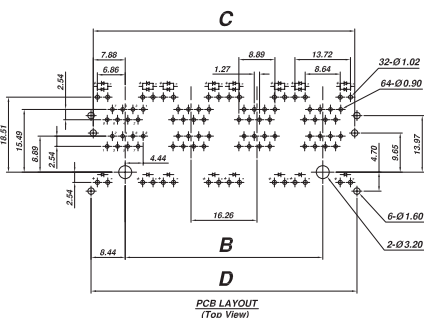 C
7.88
8.89
13.72
6.86
1.27
8.64
32-Ø1.02
64-Ø0.90
2.54
18.51
15.49
8.89
2.54
2.54
4.44
4.70
9.65
13.97
16.26
8.44
B
6-Ø1.60
2-Ø3.20
D
PCB LAYOUT
(Top View)